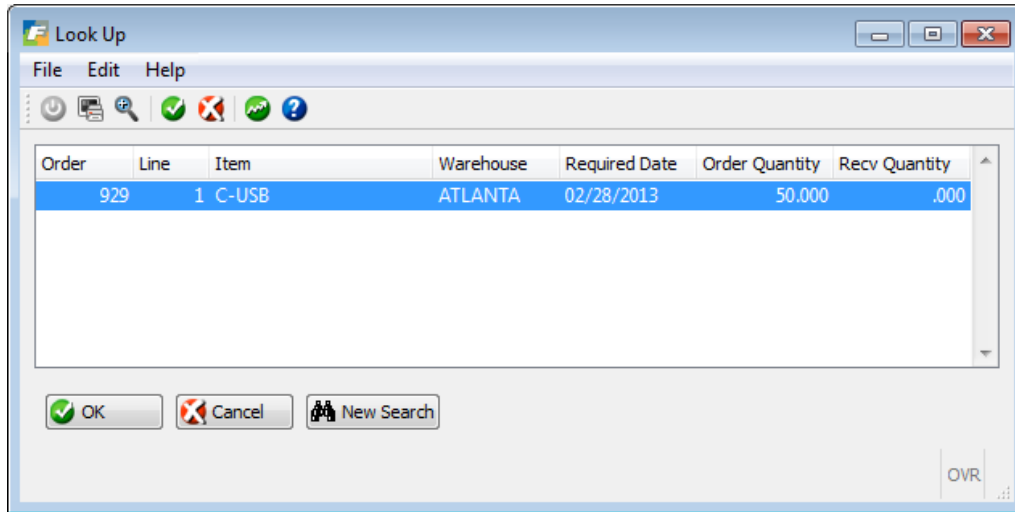 Look Up
File Edit Help
Order Line Item Warehouse Required Date Order Quantity Recv Quantity
929 1 C-USB ATLANTA 02/28/2013 50.000 .000
OK Cancel New Search
OVR